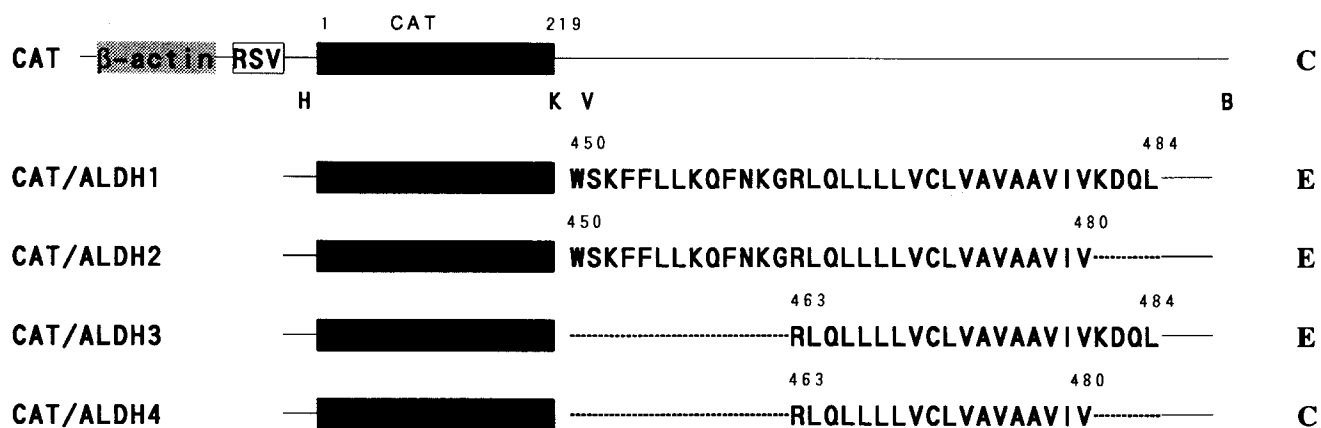 1 CAT 219
CAT β-actin RSV C
H K V B
450 484
CAT/ALDH1 WSKFFLLKQFNKGRLQLLLLVCLVAVAAVIVKDQL E
450 480
CAT/ALDH2 WSKFFLLKQFNKGRLQLLLLVCLVAVAAVIV E
463 484
CAT/ALDH3 RLQLLLLVCLVAVAAVIVKDQL E
463 480
CAT/ALDH4 RLQLLLLVCLVAVAAVIV C